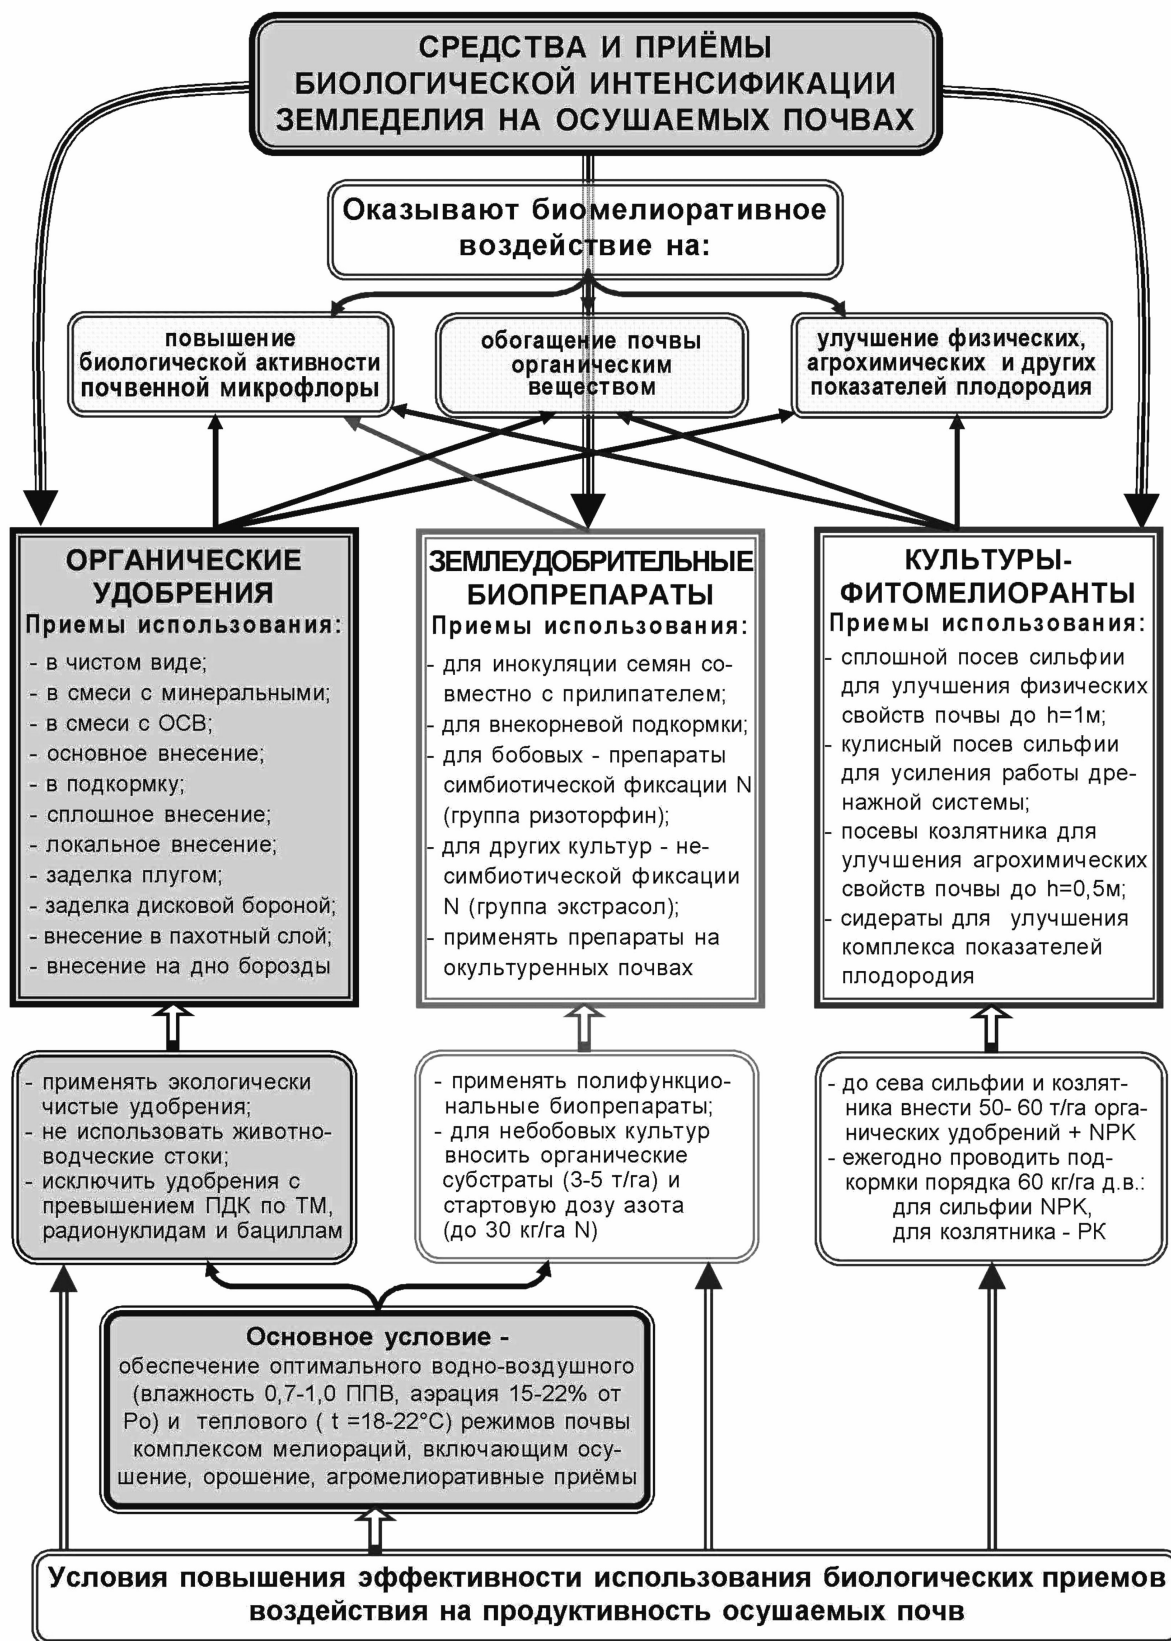 СРЕДСТВА И ПРИЁМЫ
БИОЛОГИЧЕСКОЙ ИНТЕНСИФИКАЦИИ
ЗЕМЛЕДЕЛИЯ НА ОСУШАЕМЫХ ПОЧВАХ
Оказывают биомелиоративное
воздействие на:
повышение
биологической активности
почвенной микрофлоры
обогащение почвы
органическим
веществом
улучшение физических,
агрохимических и других
показателей плодородия
ОРГАНИЧЕСКИЕ
УДОБРЕНИЯ
Приемы использования:
- в чистом виде;
- в смеси с минеральными;
- в смеси с ОСВ;
- основное внесение;
- в подкормку;
- сплошное внесение;
- локальное внесение;
- заделка плугом;
- заделка дисковой бороной;
- внесение в пахотный слой;
- внесение на дно борозды
ЗЕМЛЕУДОБРИТЕЛЬНЫЕ
БИОПРЕПАРАТЫ
Приемы использования:
- для инокуляции семян со-
вместно с прилипателем;
- для внекорневой подкормки;
- для бобовых - препараты
симбиотической фиксации N
(группа ризоторфин);
- для других культур - не-
симбиотической фиксации
N (группа экстрасол);
- применять препараты на
окультуренных почвах
КУЛЬТУРЫ-
ФИТОМЕЛИОРАНТЫ
Приемы использования:
- сплошной посев сильфии
для улучшения физических
свойств почвы до h=1м;
- кулисный посев сильфии
для усиления работы дре-
нажной системы;
- посевы козлятника для
улучшения агрохимических
свойств почвы до h=0,5м;
- сидераты для улучшения
комплекса показателей
плодородия
- применять экологически
чистые удобрения;
- не использовать животно-
водческие стоки;
- исключить удобрения с
превышением ПДК по ТМ,
радионуклидам и бациллам
- применять полифункцио-
нальные биопрепараты;
- для небобовых культур
вносить органические
субстраты (3-5 т/га) и
стартовую дозу азота
(до 30 кг/га N)
- до сева сильфии и козлят-
ника внести 50- 60 т/га орга-
нических удобрений + NPK
- ежегодно проводить под-
кормки порядка 60 кг/га д.в.:
для сильфии NPK,
для козлятника - РК
Основное условие -
обеспечение оптимального водно-воздушного
(влажность 0,7-1,0 ППВ, аэрация 15-22% от
Ро) и теплового ( t =18-22°С) режимов почвы
комплексом мелиораций, включающим осу-
шение, орошение, агромелиоративные приёмы
Условия повышения эффективности использования биологических приемов
воздействия на продуктивность осушаемых почв